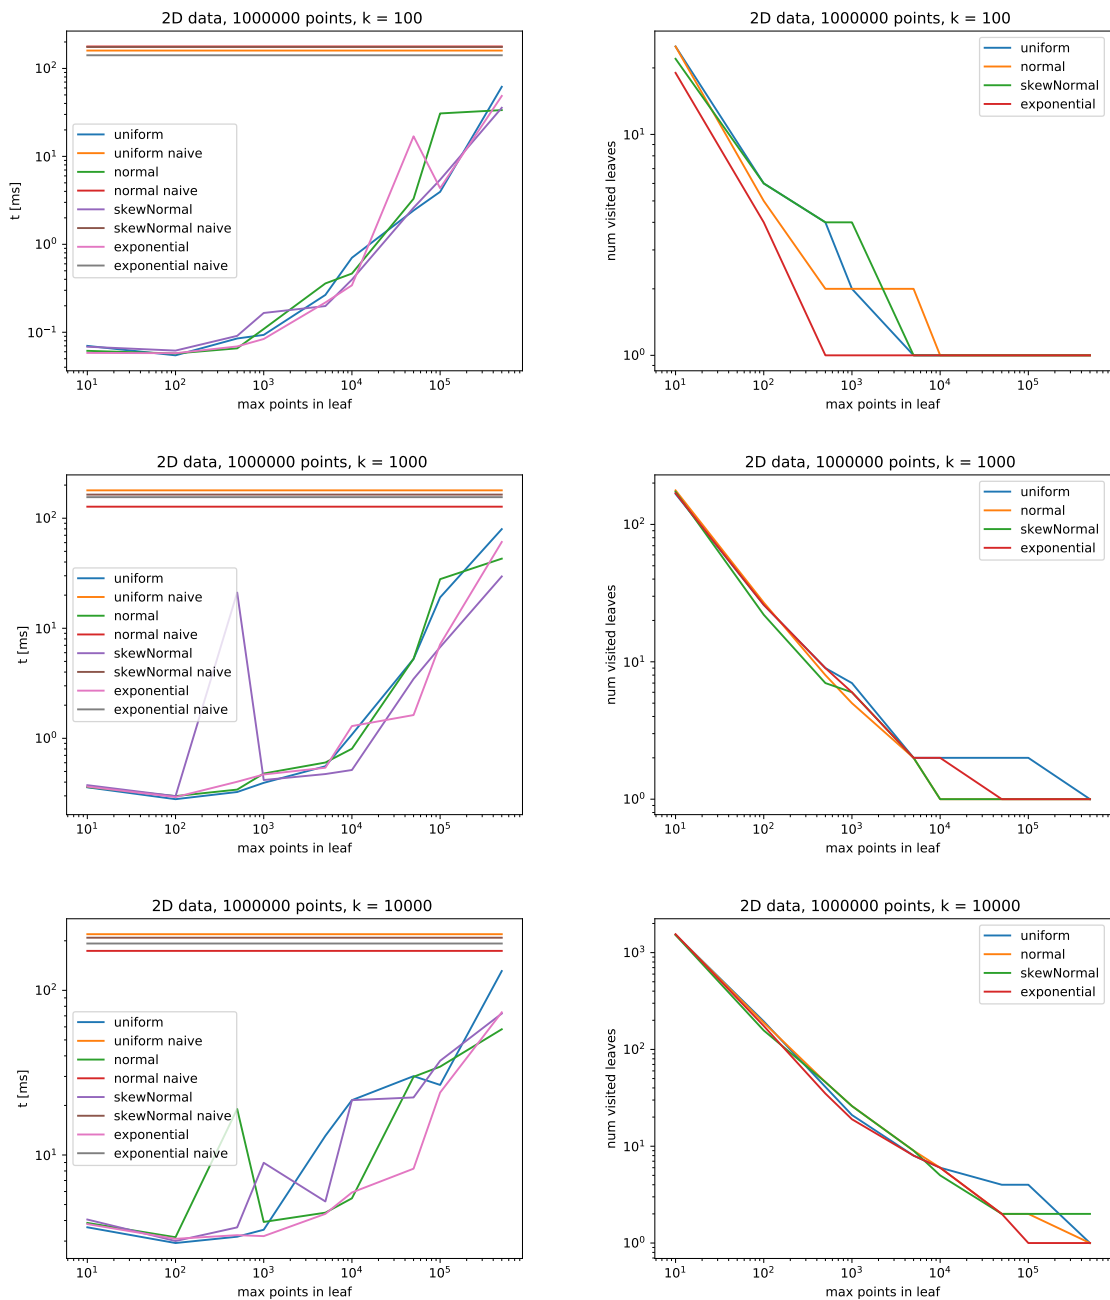 2D data, 1000000 points, k = 100
t [ms]
10²
10¹
10⁰
10⁻¹
uniform
uniform naive
normal
normal naive
skewNormal
skewNormal naive
exponential
exponential naive
10¹ 10² 10³ 10⁴ 10⁵
max points in leaf
2D data, 1000000 points, k = 100
num visited leaves
10¹
10⁰
uniform
normal
skewNormal
exponential
10¹ 10² 10³ 10⁴ 10⁵
max points in leaf
2D data, 1000000 points, k = 1000
t [ms]
10²
10¹
10⁰
uniform
uniform naive
normal
normal naive
skewNormal
skewNormal naive
exponential
exponential naive
10¹ 10² 10³ 10⁴ 10⁵
max points in leaf
2D data, 1000000 points, k = 1000
num visited leaves
10²
10¹
10⁰
uniform
normal
skewNormal
exponential
10¹ 10² 10³ 10⁴ 10⁵
max points in leaf
2D data, 1000000 points, k = 10000
t [ms]
10²
10¹
uniform
uniform naive
normal
normal naive
skewNormal
skewNormal naive
exponential
exponential naive
10¹ 10² 10³ 10⁴ 10⁵
max points in leaf
2D data, 1000000 points, k = 10000
num visited leaves
10³
10²
10¹
10⁰
uniform
normal
skewNormal
exponential
10¹ 10² 10³ 10⁴ 10⁵
max points in leaf